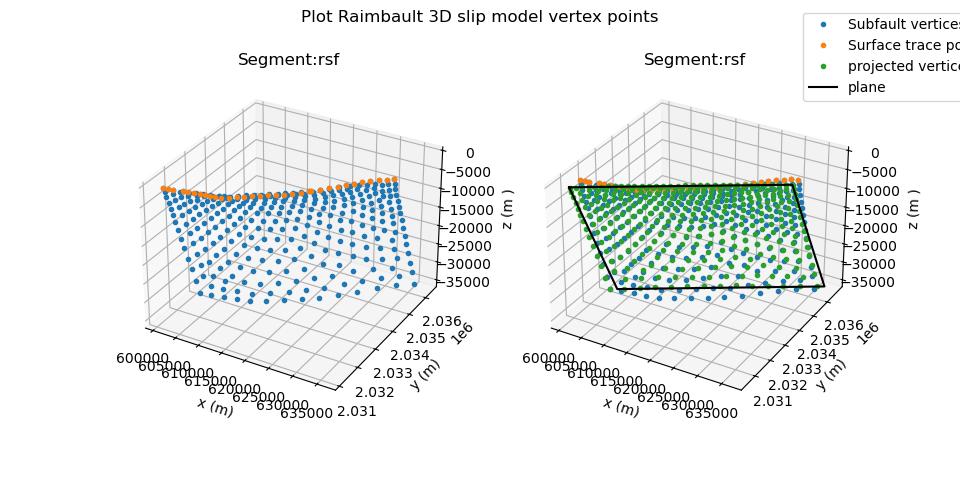 Plot Raimbault 3D slip model vertex points
Segment:rsf
0
−5000
−10000
−15000
−20000
−25000
−30000
−35000
z (m )
2.036
2.035
2.034
2.033
2.032
2.031
1e6
y (m)
600000
605000
610000
615000
620000
625000
630000
635000
x (m)
Segment:rsf
0
−5000
−10000
−15000
−20000
−25000
−30000
−35000
z (m )
2.036
2.035
2.034
2.033
2.032
2.031
1e6
y (m)
600000
605000
610000
615000
620000
625000
630000
635000
x (m)
Subfault vertices
Surface trace po
projected vertice
plane